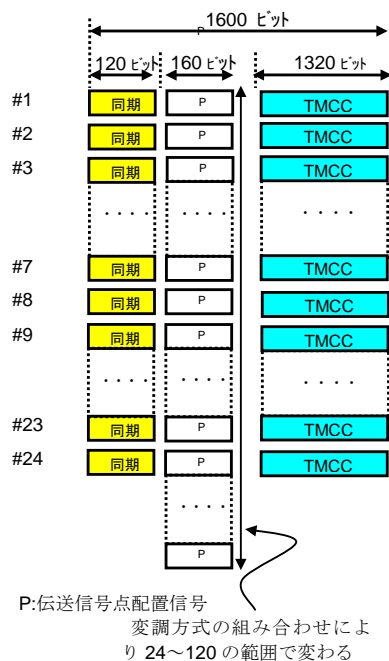 1600 ビット
P
120 ビット 160 ビット 1320 ビット
#1 同期 P TMCC
#2 同期 P TMCC
#3 同期 P TMCC
・・・・ ・・・・ ・・・・
#7 同期 P TMCC
#8 同期 P TMCC
#9 同期 P TMCC
・・・・ ・・・・ ・・・・
#23 同期 P TMCC
#24 同期 P TMCC
・・・・
P
P:伝送信号点配置信号
変調方式の組み合わせによ
り 24～120 の範囲で変わる